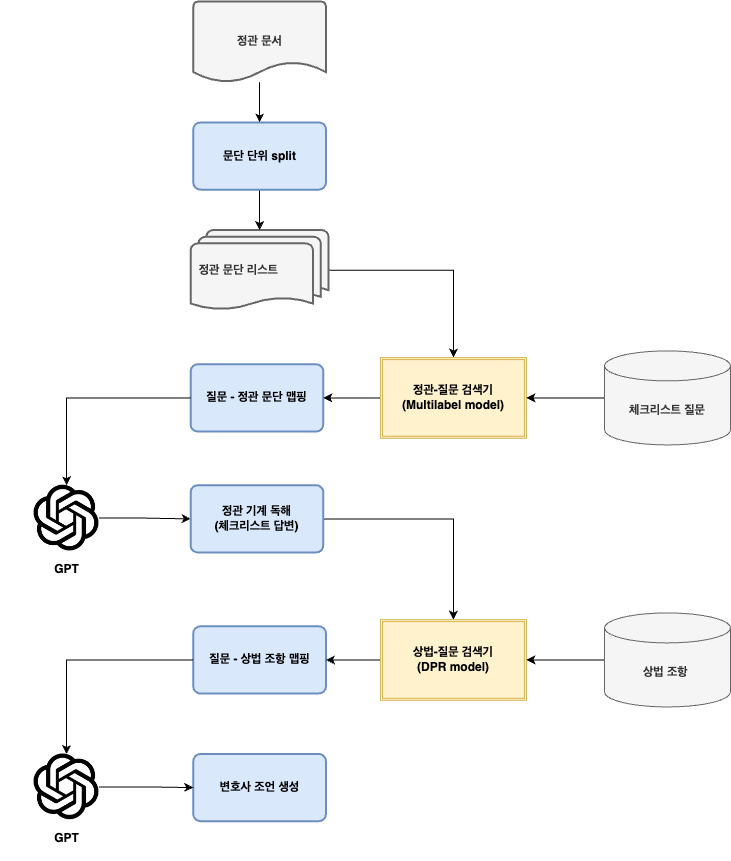 정관 문서
문단 단위 split
정관 문단 리스트
질문 - 정관 문단 맵핑
정관-질문 검색기
(Multilabel model)
체크리스트 질문
GPT
정관 기계 독해
(체크리스트 답변)
질문 - 상법 조항 맵핑
상법-질문 검색기
(DPR model)
상법 조항
GPT
변호사 조언 생성